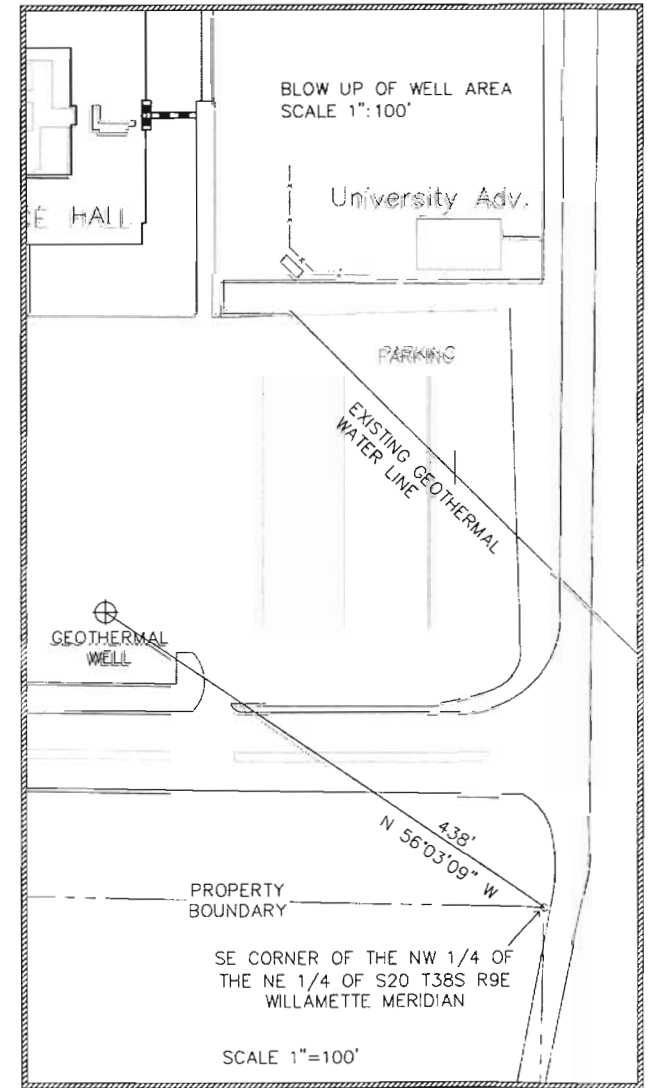 BLOW UP OF WELL AREA
SCALE 1":100'
University Adv.
SE HALL
PARKING
EXISTING GEOTHERMAL
WATER LINE
GEOTHERMAL
WELL
438'
N 56°03'09" W
PROPERTY
BOUNDARY
SE CORNER OF THE NW 1/4 OF
THE NE 1/4 OF S20 T38S R9E
WILLAMETTE MERIDIAN
SCALE 1"=100'